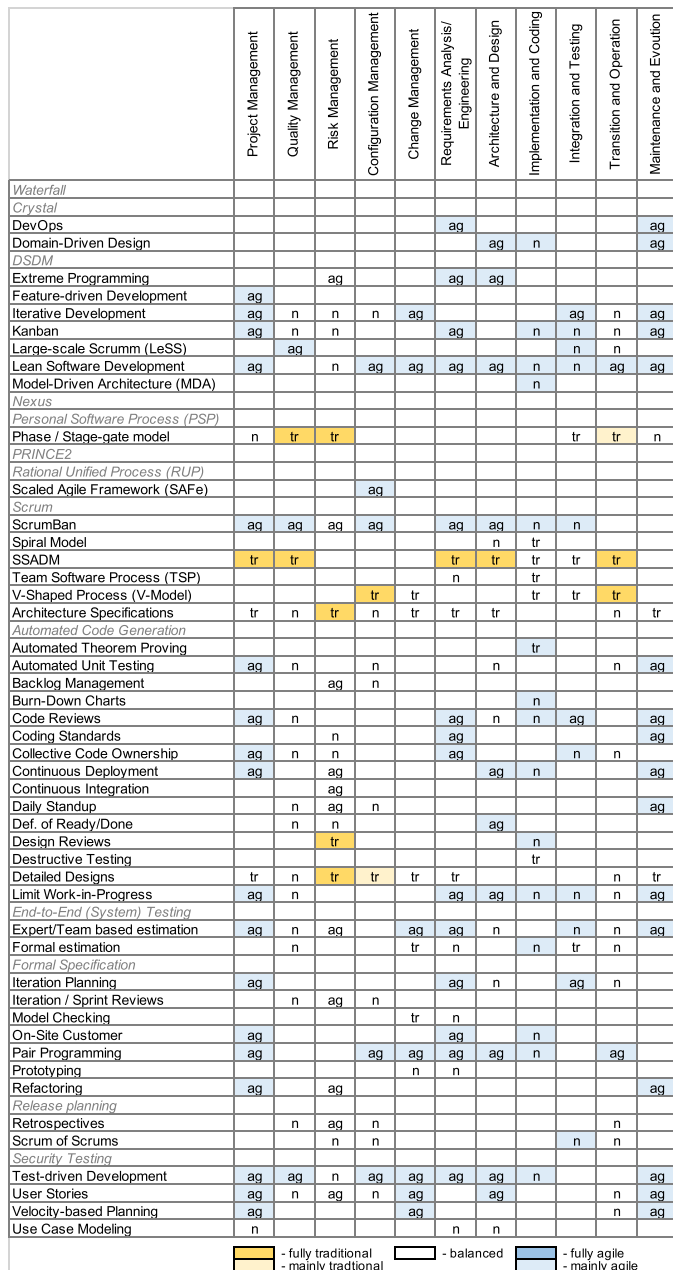 Project Management
Quality Management
Risk Management
Configuration Management
Change Management
Requirements Analysis/
Engineering
Architecture and Design
Implementation and Coding
Integration and Testing
Transition and Operation
Maintenance and Evoution
Waterfall
Crystal
DevOps ag ag
Domain-Driven Design ag n ag
DSDM
Extreme Programming ag ag ag
Feature-driven Development ag
Iterative Development ag n n n ag ag n ag
Kanban ag n n ag n n n ag
Large-scale Scrumm (LeSS) ag n n
Lean Software Development ag n ag ag ag ag n n ag ag
Model-Driven Architecture (MDA) n
Nexus
Personal Software Process (PSP)
Phase / Stage-gate model n tr tr tr tr n
PRINCE2
Rational Unified Process (RUP)
Scaled Agile Framework (SAFe) ag
Scrum
ScrumBan ag ag ag ag ag ag n n
Spiral Model n tr
SSADM tr tr tr tr tr tr tr
Team Software Process (TSP) n tr
V-Shaped Process (V-Model) tr tr tr tr tr
Architecture Specifications tr n tr n tr tr tr n tr
Automated Code Generation
Automated Theorem Proving tr
Automated Unit Testing ag n n n n ag
Backlog Management ag n
Burn-Down Charts n
Code Reviews ag n ag n n ag ag
Coding Standards n ag ag
Collective Code Ownership ag n n ag n n
Continuous Deployment ag ag ag n ag
Continuous Integration ag
Daily Standup n ag n ag
Def. of Ready/Done n n ag
Design Reviews tr n
Destructive Testing tr
Detailed Designs tr n tr tr tr tr n tr
Limit Work-in-Progress ag n ag ag n n n ag
End-to-End (System) Testing
Expert/Team based estimation ag n ag ag ag n n n ag
Formal estimation n tr n n tr n
Formal Specification
Iteration Planning ag ag n ag n
Iteration / Sprint Reviews n ag n
Model Checking tr n
On-Site Customer ag ag n
Pair Programming ag ag ag ag ag n ag
Prototyping n n
Refactoring ag ag ag
Release planning
Retrospectives n ag n n
Scrum of Scrums n n n n
Security Testing
Test-driven Development ag ag n ag ag ag ag n ag
User Stories ag n ag n ag ag n ag
Velocity-based Planning ag ag n ag
Use Case Modeling n n n
- fully traditional - balanced - fully agile
- mainly tradtional - mainly agile